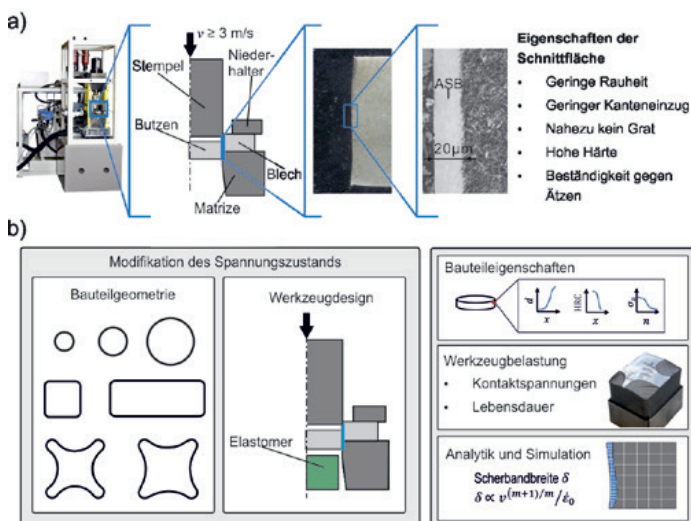 a)
v ≥ 3 m/s
Stempel
Nieder-
halter
Butzen
Blech
Matrize
ASB
20µm
Eigenschaften der
Schnittfläche
• Geringe Rauheit
• Geringer Kanteneinzug
• Nahezu kein Grat
• Hohe Härte
• Beständigkeit gegen
Ätzen
b)
Modifikation des Spannungszustands
Bauteilgeometrie
Werkzeugdesign
Elastomer
Bauteileigenschaften
d
x
HRC
x
n
Werkzeugbelastung
• Kontaktspannungen
• Lebensdauer
Analytik und Simulation
Scherbandbreite δ
δ ∝ v^(m+1)/m/ε̇₀